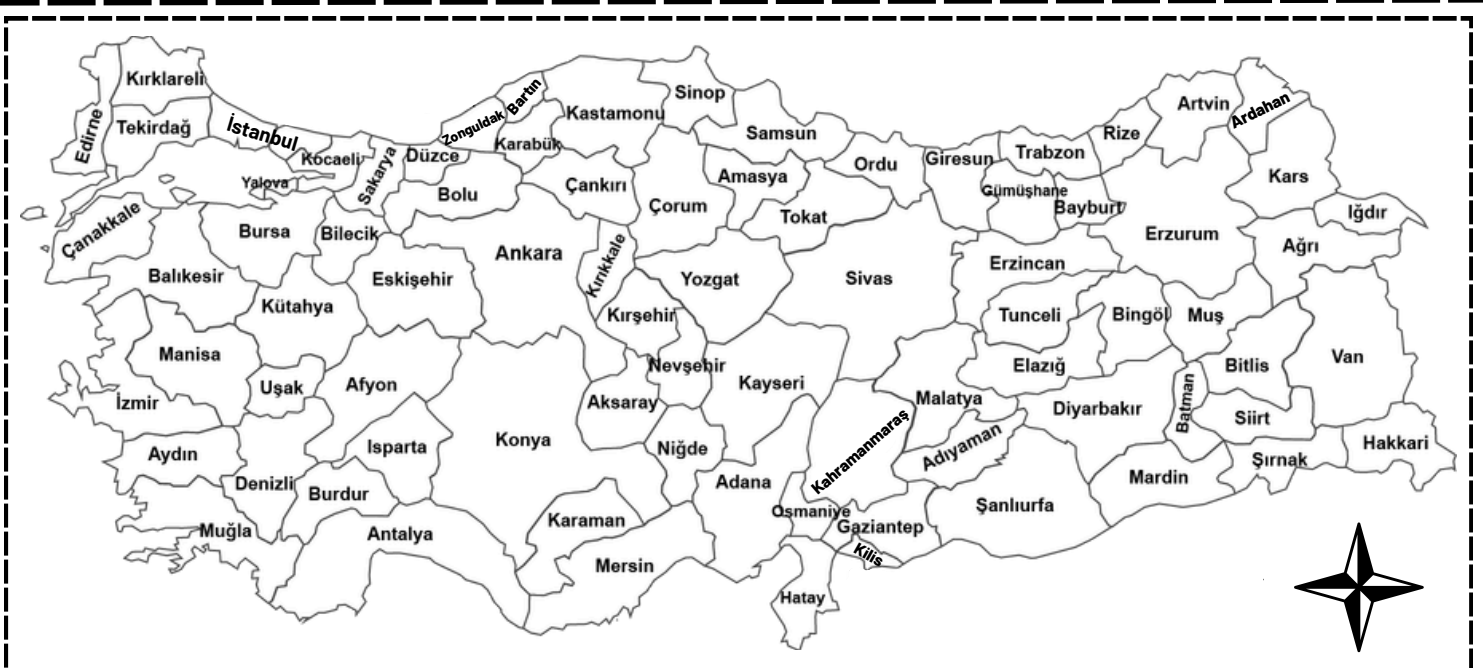 Kırklareli
Edirne
Tekirdağ
İstanbul
Kocaeli
Yalova
Sakarya
Düzce
Zonguldak
Bartın
Karabük
Kastamonu
Sinop
Samsun
Bolu
Çankırı
Çorum
Amasya
Tokat
Ordu
Giresun
Trabzon
Gümüşhane
Bayburt
Rize
Artvin
Ardahan
Kars
Iğdır
Ağrı
Erzurum
Erzincan
Çanakkale
Balıkesir
Bursa
Bilecik
Eskişehir
Kütahya
Ankara
Kırıkkale
Kırşehir
Yozgat
Sivas
Tunceli
Bingöl
Muş
Bitlis
Van
Manisa
İzmir
Uşak
Afyon
Konya
Aksaray
Nevşehir
Kayseri
Malatya
Elazığ
Diyarbakır
Batman
Siirt
Şırnak
Hakkari
Aydın
Denizli
Isparta
Burdur
Muğla
Antalya
Karaman
Mersin
Niğde
Adana
Kahramanmaraş
Osmaniye
Gaziantep
Kilis
Hatay
Adıyaman
Şanlıurfa
Mardin